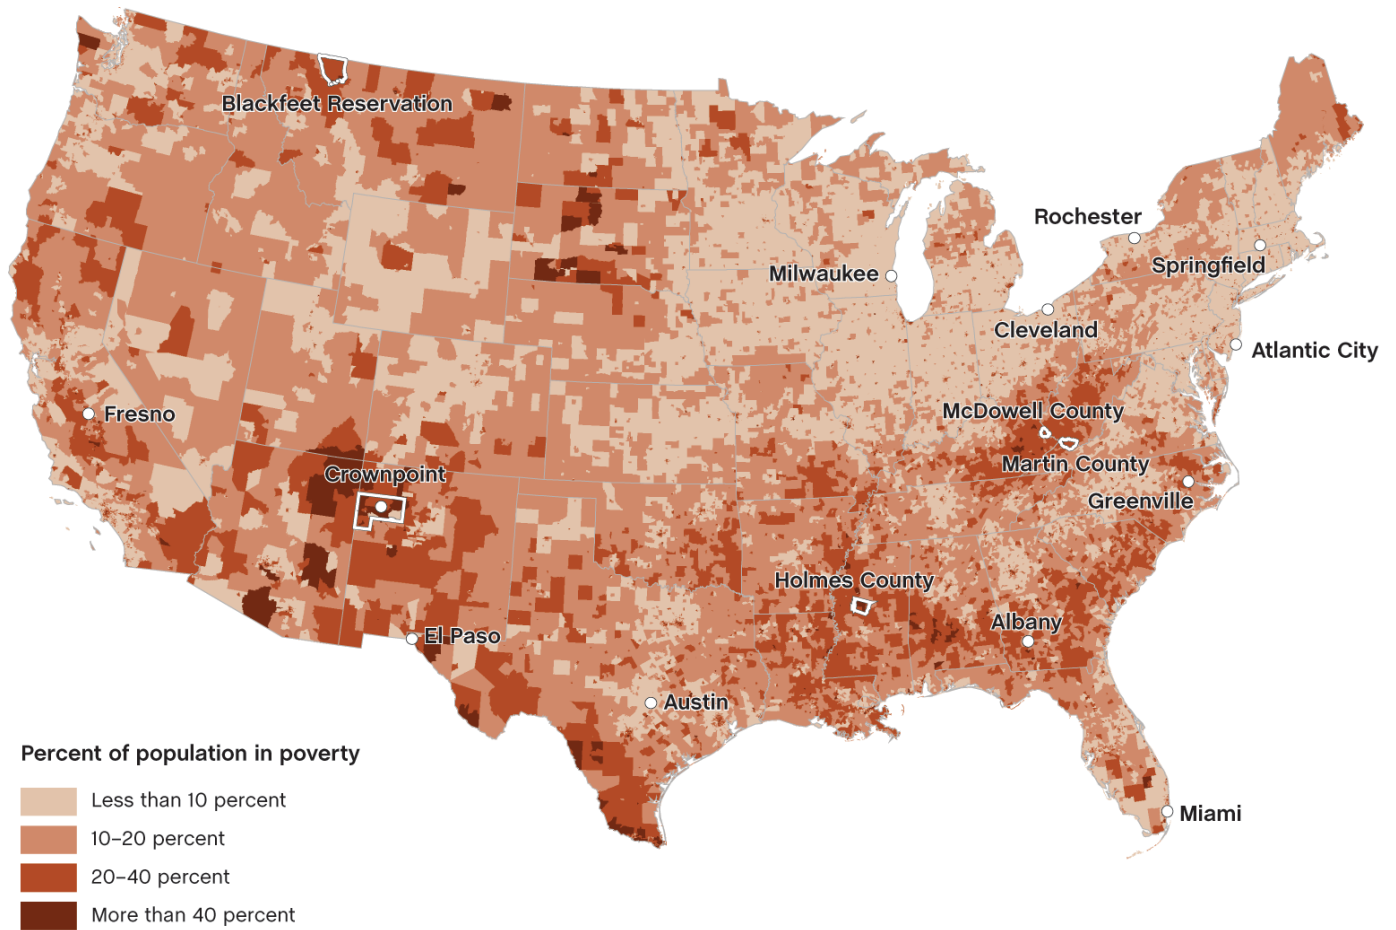 Blackfeet Reservation
Rochester
Springfield
Milwaukee
Cleveland
Atlantic City
Fresno
McDowell County
Martin County
Crownpoint
Greenville
Holmes County
Albany
El Paso
Austin
Miami
Percent of population in poverty
Less than 10 percent
10–20 percent
20–40 percent
More than 40 percent